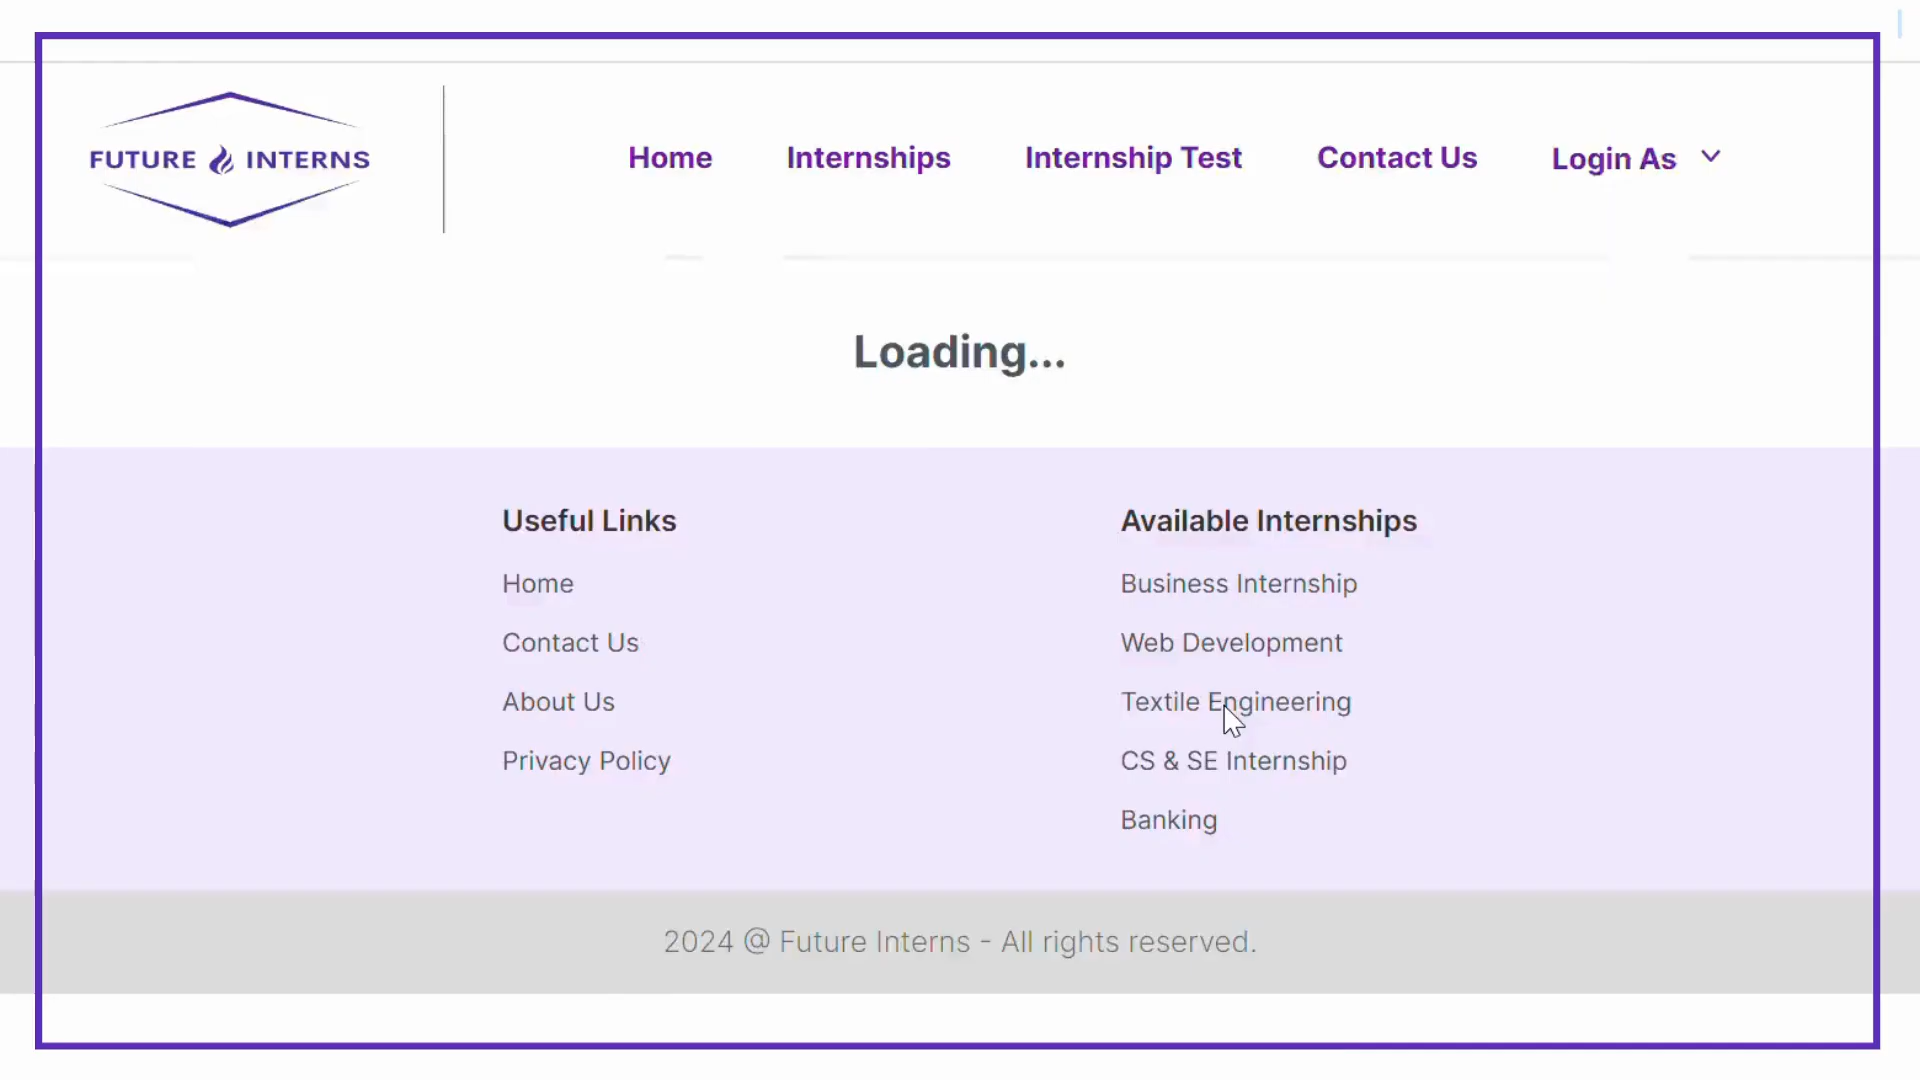 FUTURE INTERNS
Home Internships Internship Test Contact Us Login As
Loading...
Useful Links
Home
Contact Us
About Us
Privacy Policy
Available Internships
Business Internship
Web Development
Textile Engineering
CS & SE Internship
Banking
2024 @ Future Interns - All rights reserved.